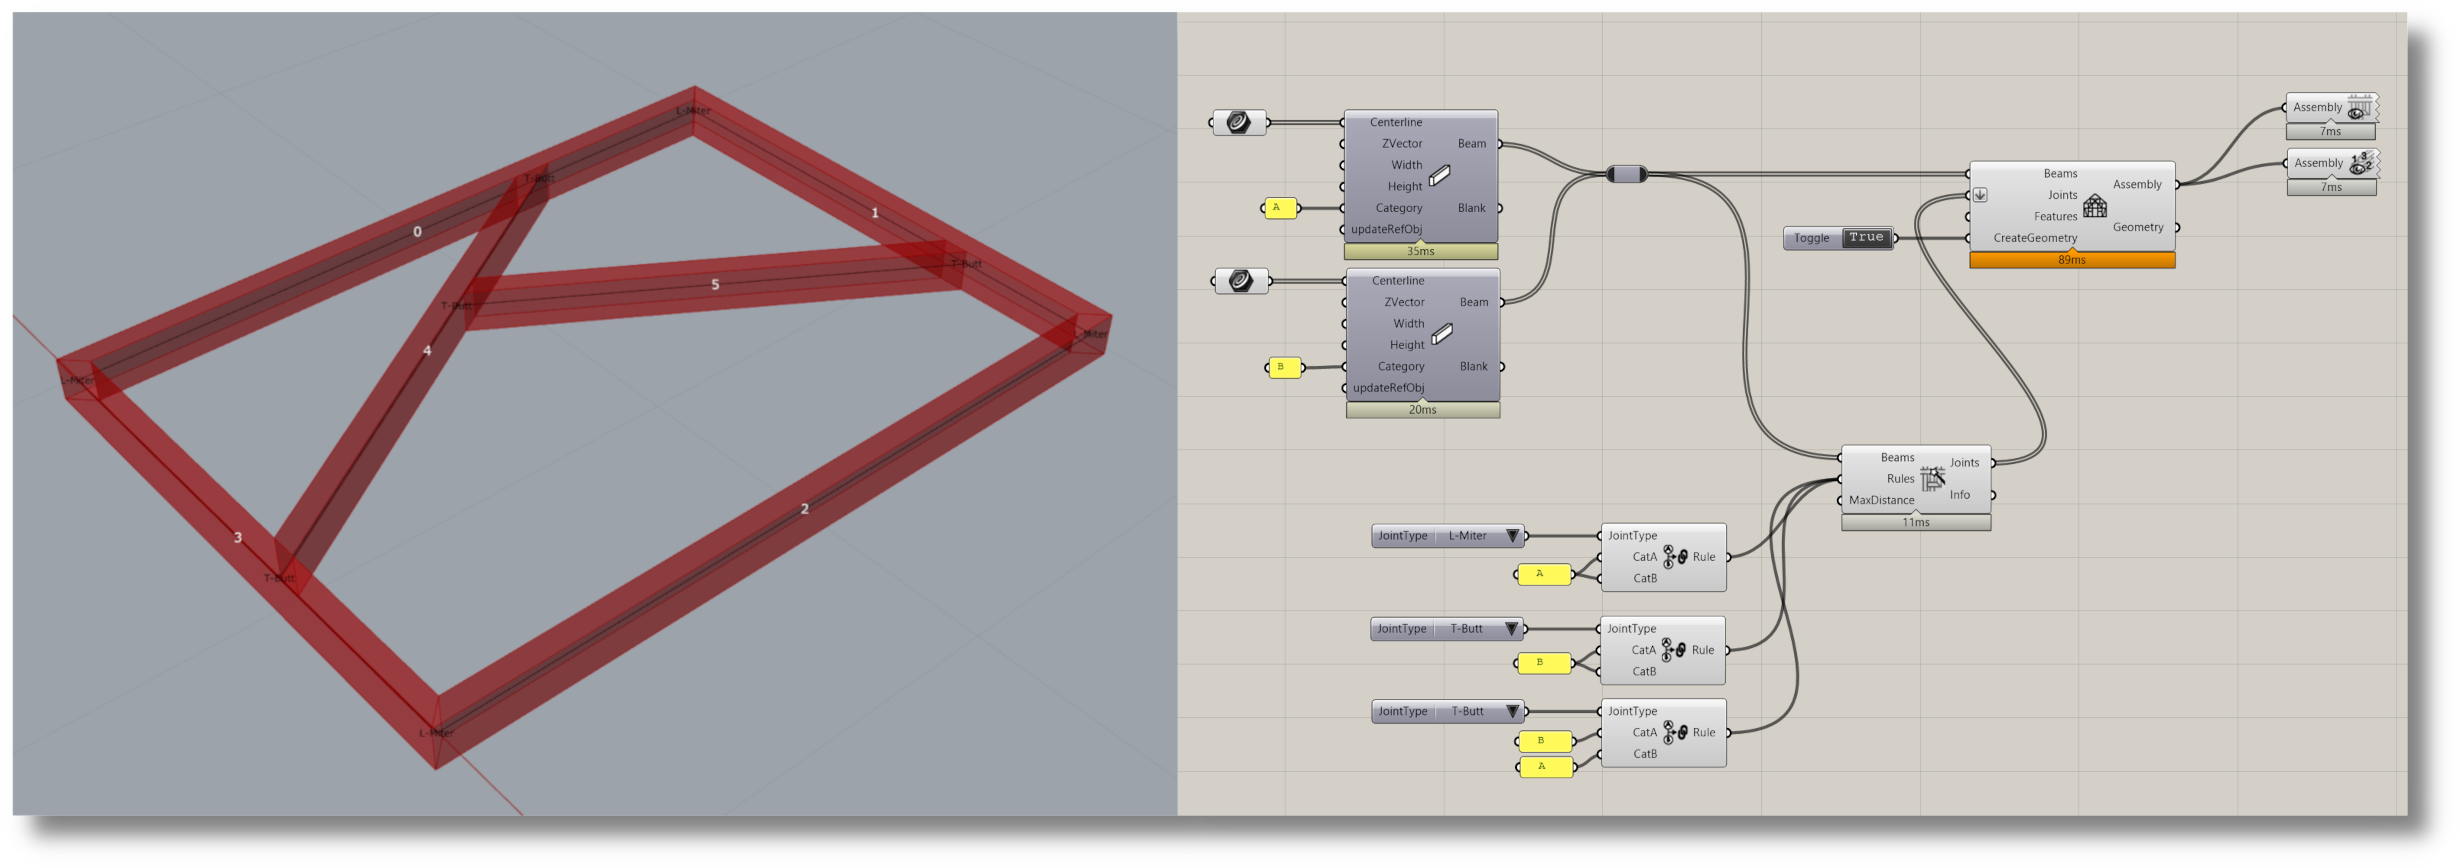 L-Miter
T-Butt
0
1
T-Butt
5
T-Butt
4
L-Miter
L-Miter
2
3
T-Butt
L-Miter
Centerline
ZVector
Beam
Width
Height
A
Category
Blank
updateRefObj
35ms
Centerline
ZVector
Beam
Width
Height
B
Category
Blank
updateRefObj
20ms
Toggle True
Beams
Joints
Assembly
Features
Geometry
CreateGeometry
89ms
Assembly
7ms
Assembly
7ms
Beams
Joints
Rules
Info
MaxDistance
11ms
JointType L-Miter
A
JointType
CatA
Rule
CatB
JointType T-Butt
B
JointType
CatA
Rule
CatB
JointType T-Butt
B
A
JointType
CatA
Rule
CatB